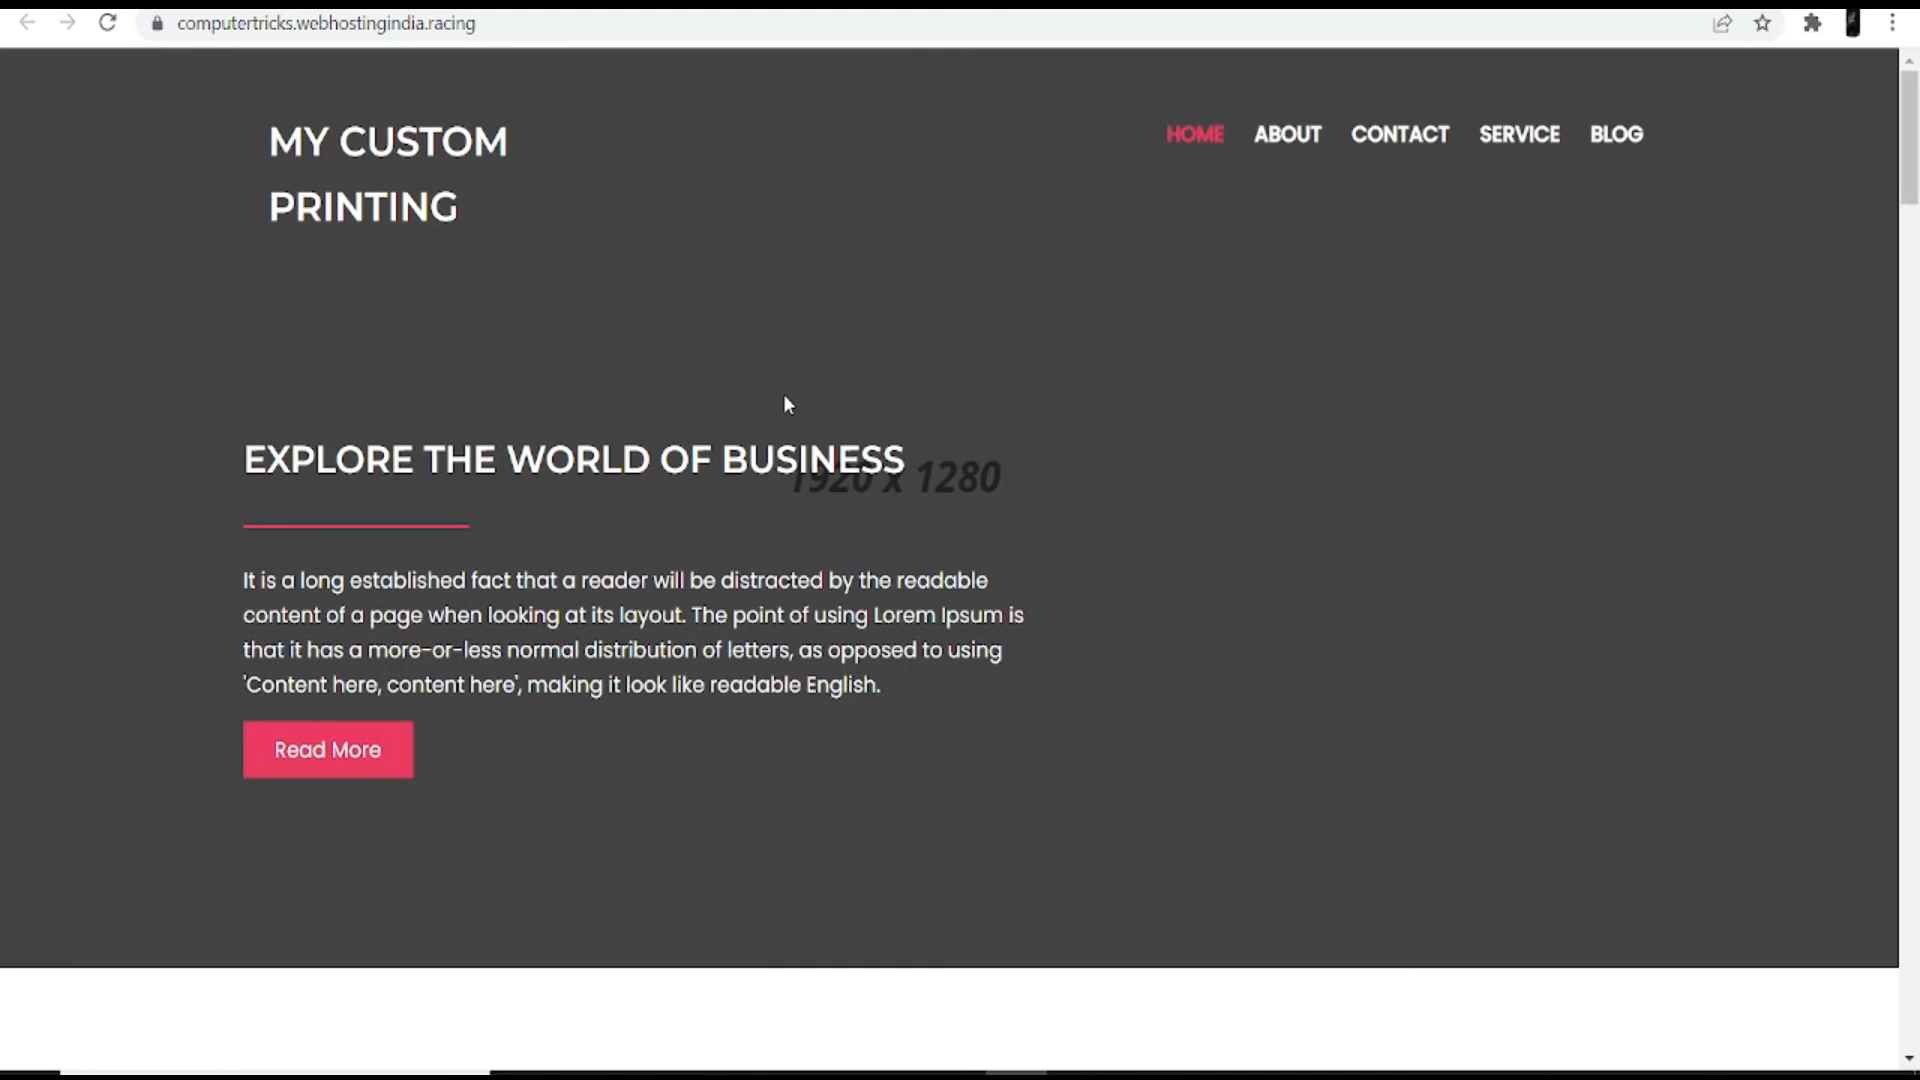 computertricks.webhostingindia.racing
MY CUSTOM
PRINTING
HOME ABOUT CONTACT SERVICE BLOG
EXPLORE THE WORLD OF BUSINESS
1920 x 1280
It is a long established fact that a reader will be distracted by the readable
content of a page when looking at its layout. The point of using Lorem Ipsum is
that it has a more-or-less normal distribution of letters, as opposed to using
'Content here, content here', making it look like readable English.
Read More